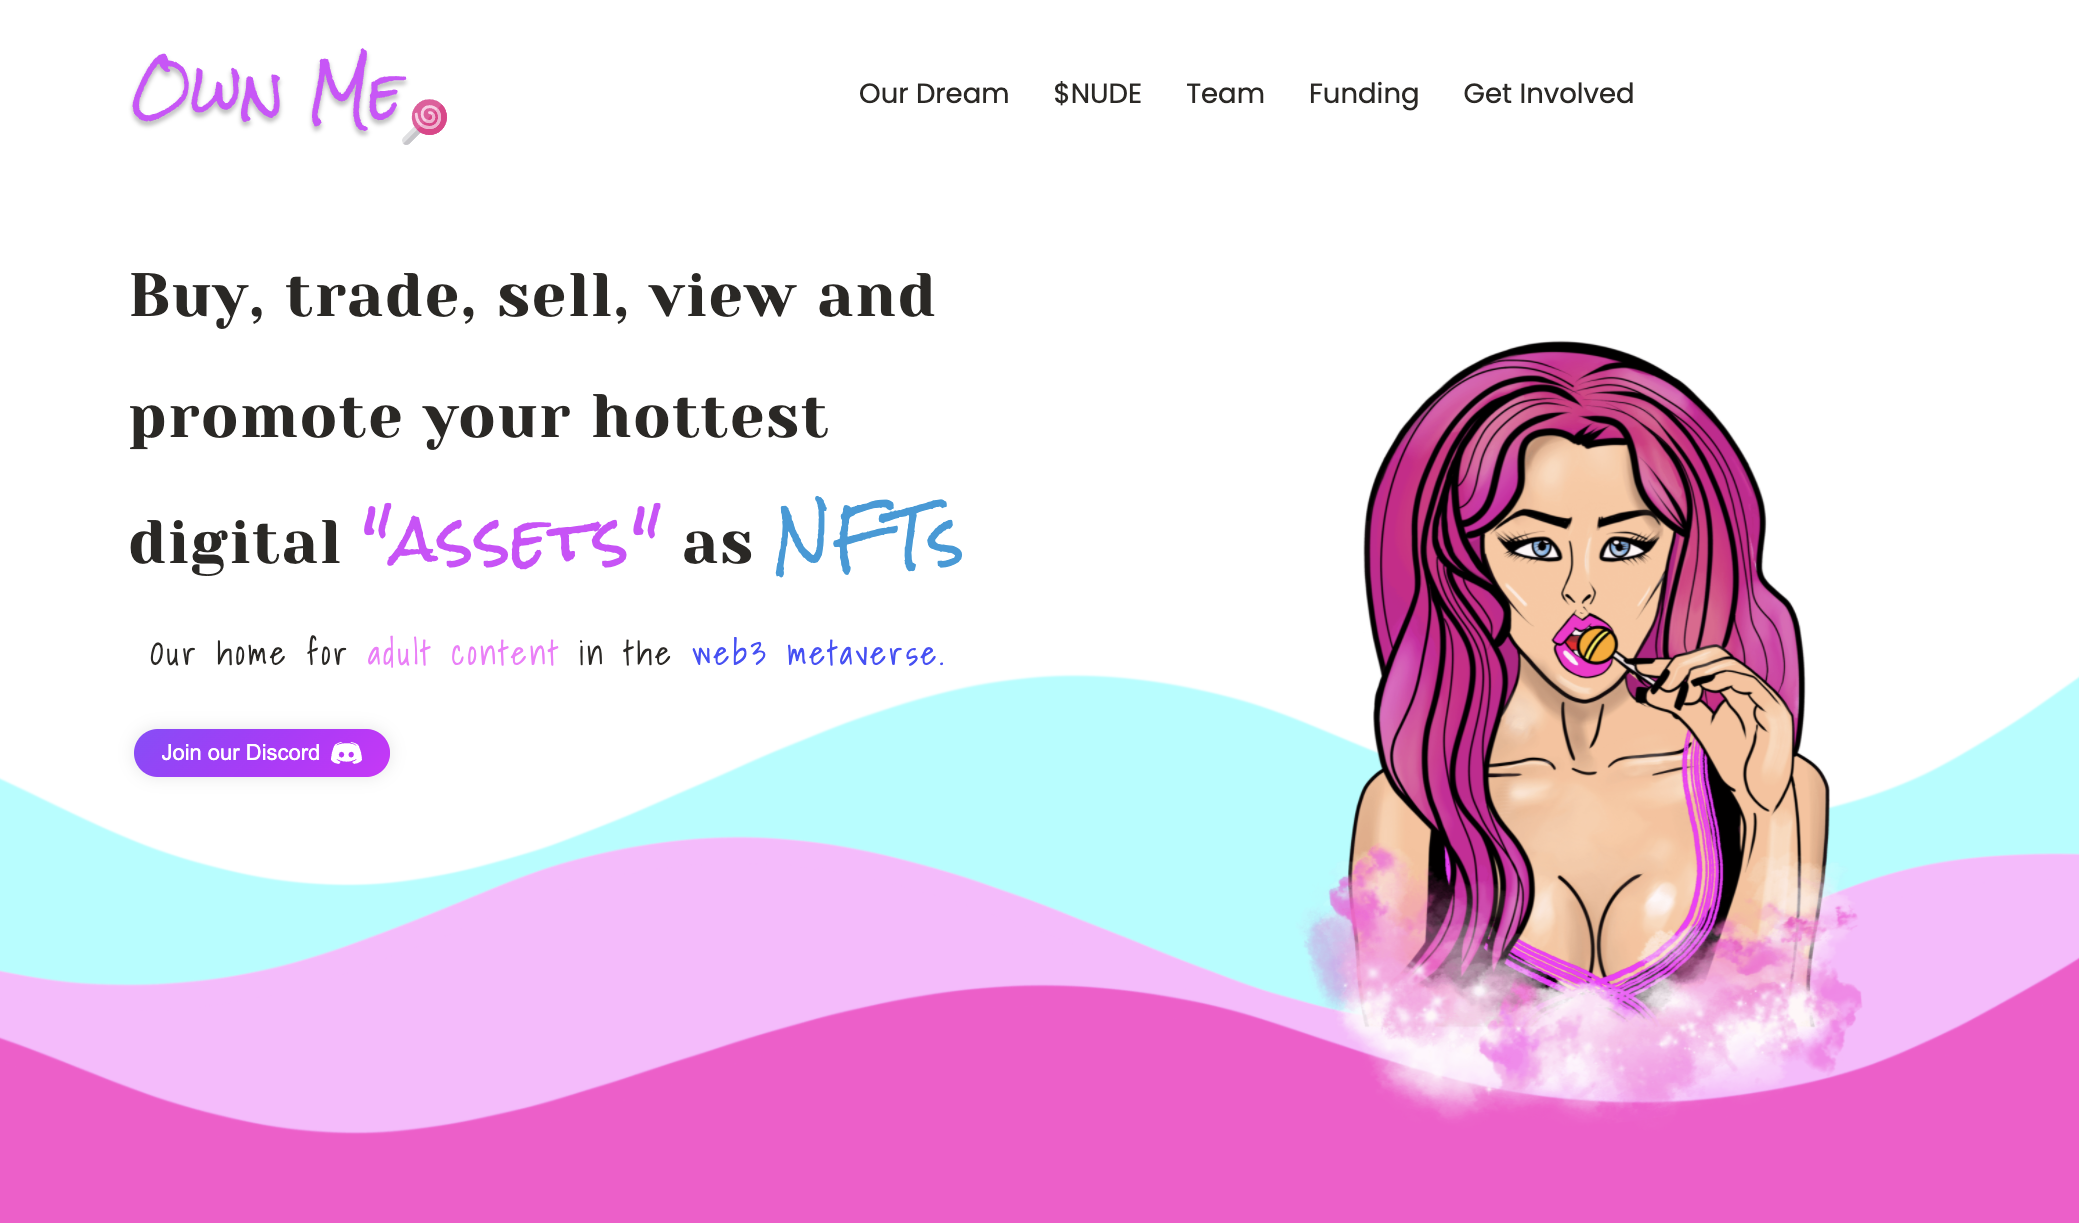 Own Me
Our Dream $NUDE Team Funding Get Involved
Buy, trade, sell, view and
promote your hottest
digital "ASSETS" as NFTs
Our home for adult content in the web3 metaverse.
Join our Discord